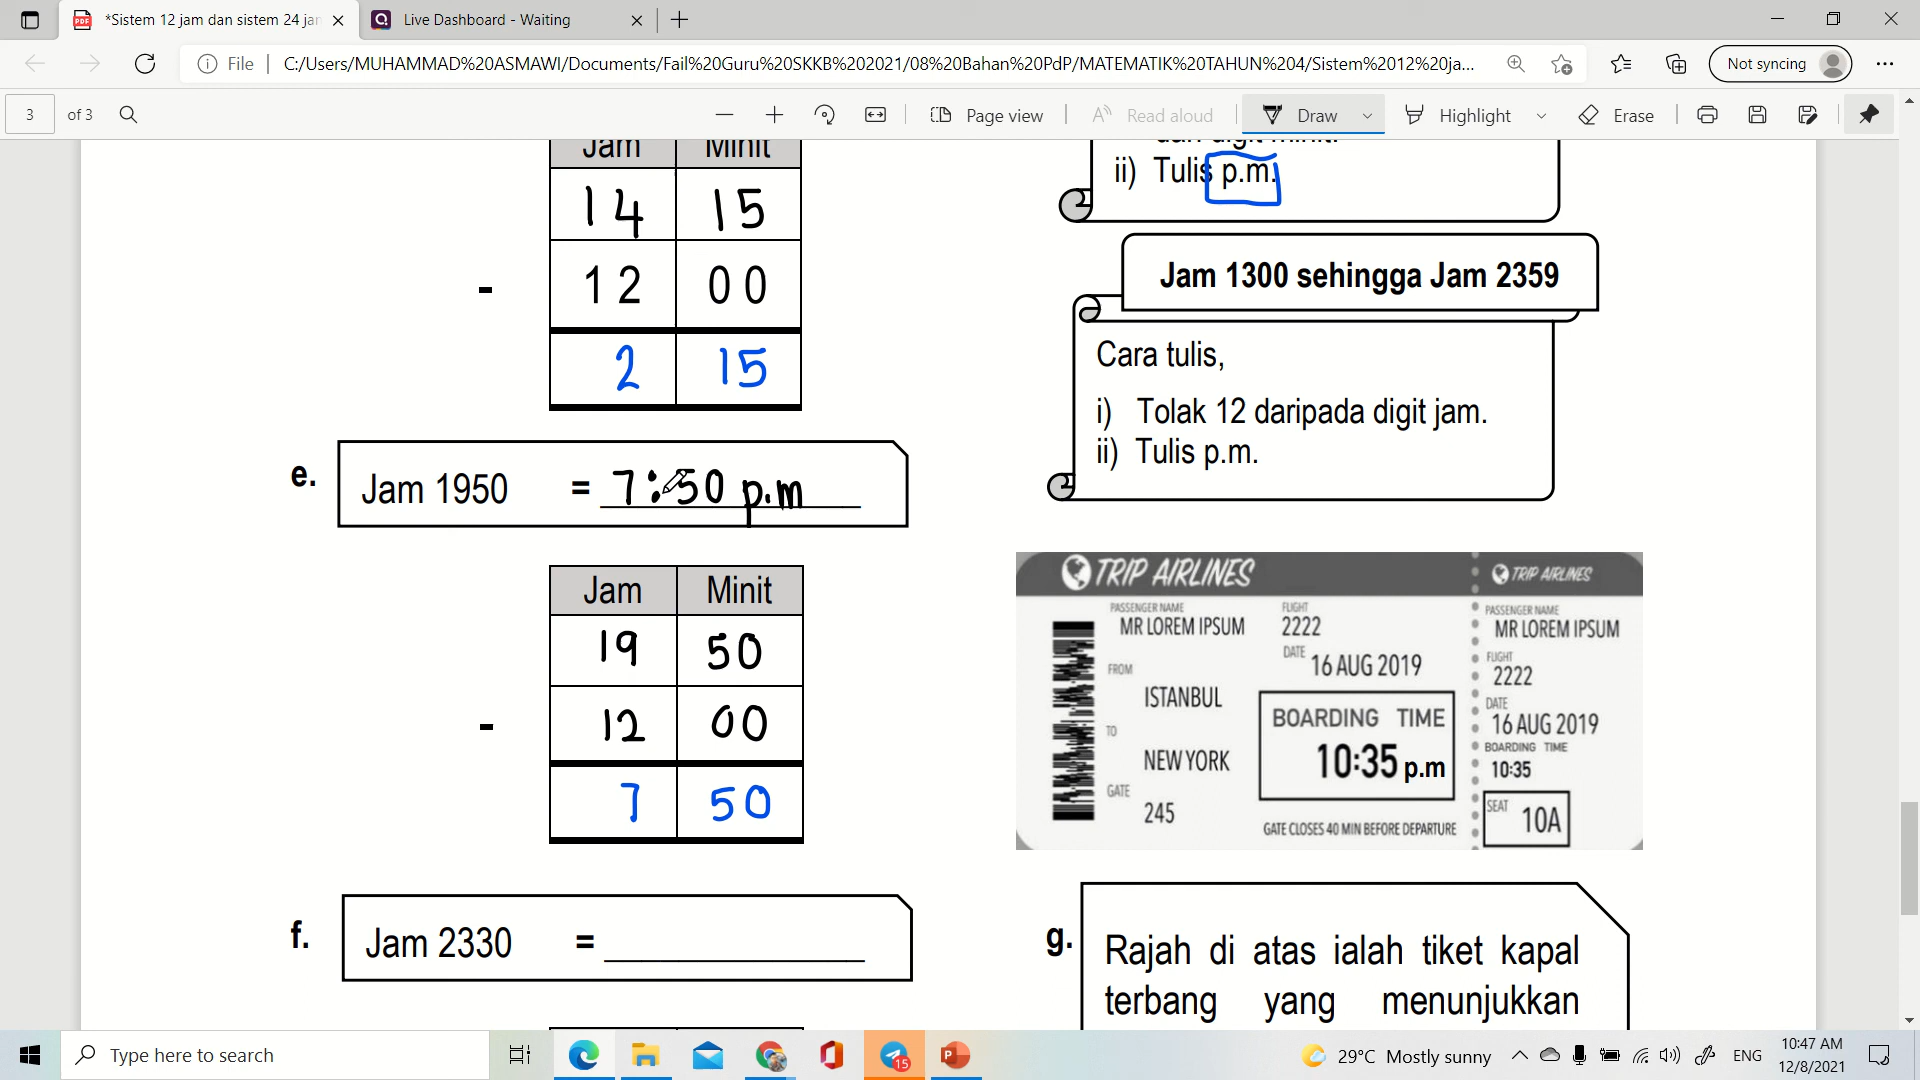 *Sistem 12 jam dan sistem 24 jan
Live Dashboard - Waiting
File
C:/Users/MUHAMMAD%20ASMAWI/Documents/Fail%20Guru%20SKKB%202021/08%20Bahan%20PdP/MATEMATIK%20TAHUN%204/Sistem%2012%20ja...
Not syncing
3 of 3
Page view
Read aloud
Draw
Highlight
Erase
Jam Minit
14 15
- 12 00
2 15
e. Jam 1950 = 7:50 p.m
Jam Minit
19 50
- 12 00
7 50
f. Jam 2330 = ______________
ii) Tulis p.m.
Jam 1300 sehingga Jam 2359
Cara tulis,
i) Tolak 12 daripada digit jam.
ii) Tulis p.m.
TRIP AIRLINES
PASSENGER NAME
MR LOREM IPSUM
FLIGHT
2222
DATE
16 AUG 2019
FROM
ISTANBUL
TO
NEW YORK
GATE
245
BOARDING TIME
10:35 p.m
GATE CLOSES 40 MIN BEFORE DEPARTURE
TRIP AIRLINES
PASSENGER NAME
MR LOREM IPSUM
FLIGHT
2222
DATE
16 AUG 2019
BOARDING TIME
10:35
SEAT
10A
g. Rajah di atas ialah tiket kapal
terbang yang menunjukkan
Type here to search
15
29°C Mostly sunny
ENG
10:47 AM
12/8/2021